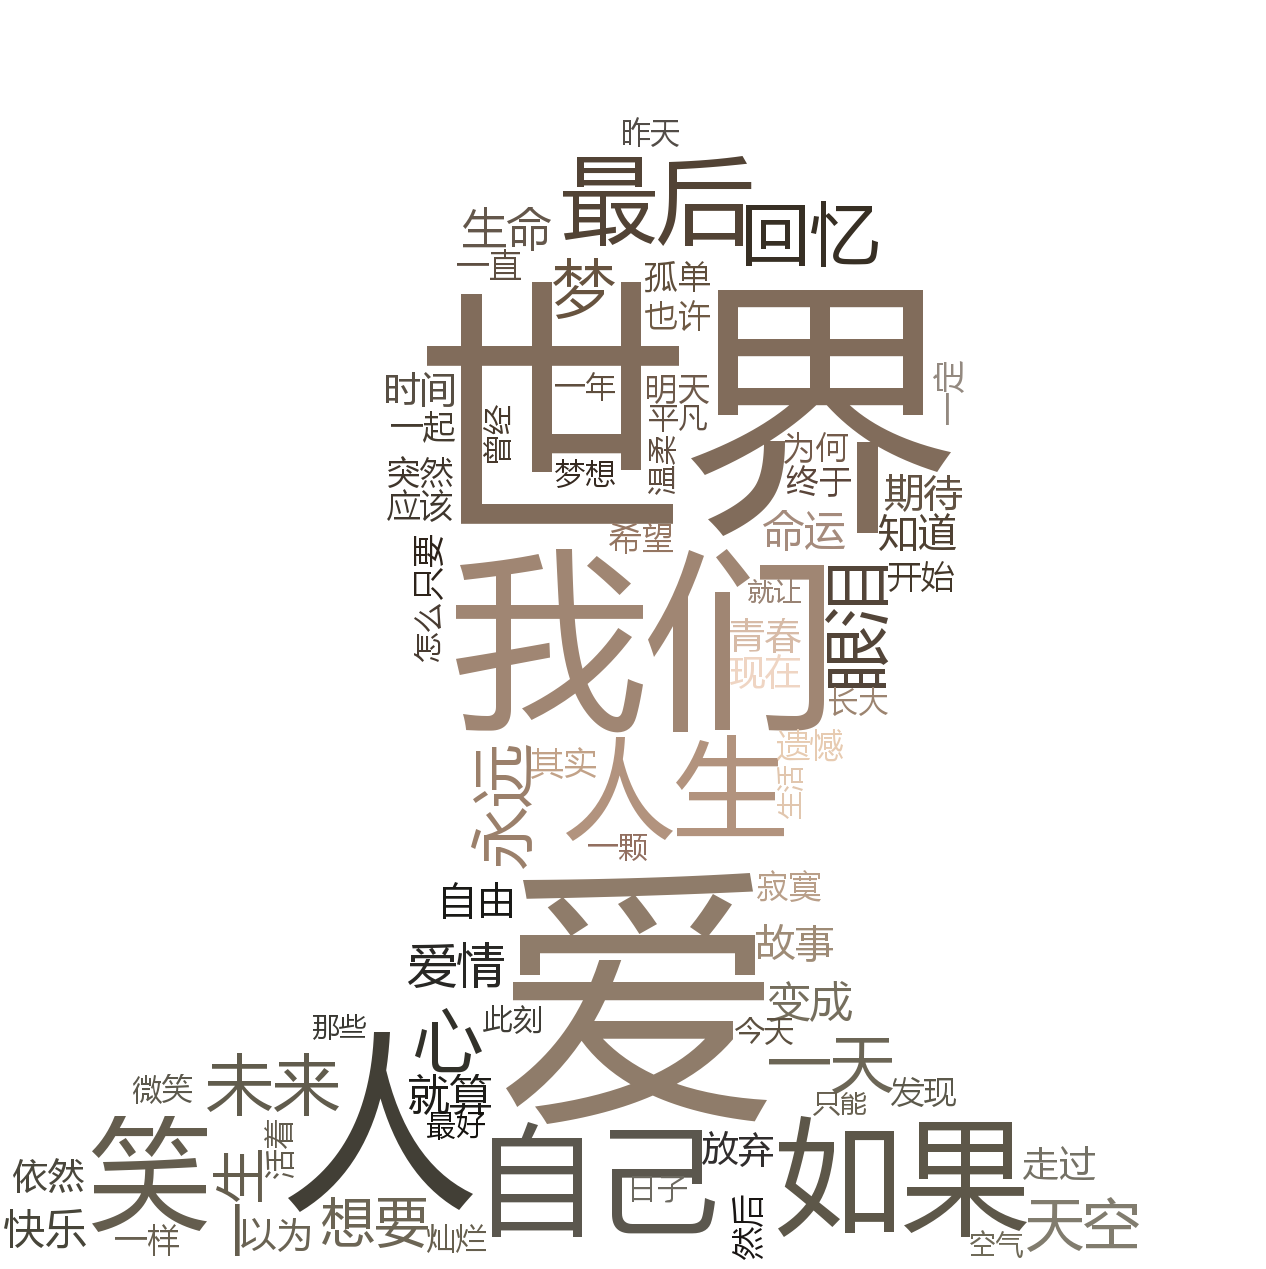 昨天
最后
回忆
生命
一直
梦
孤单
也许
世界
时间
一年
明天
一定
一起
曾经
平凡
突然
梦想
温柔
为何
终于
应该
期待
希望
命运
知道
只要
我们
就让
眼泪
开始
怎么
青春
现在
长大
永远
其实
人生
遗憾
生活
一颗
爱
自由
寂寞
爱情
故事
心
此刻
变成
那些
今天
一天
微笑
未来
人
就算
最好
只能
发现
笑
一生
活着
自己
放弃
如果
依然
日子
走过
快乐
一样
以为
想要
灿烂
然后
空气
天空